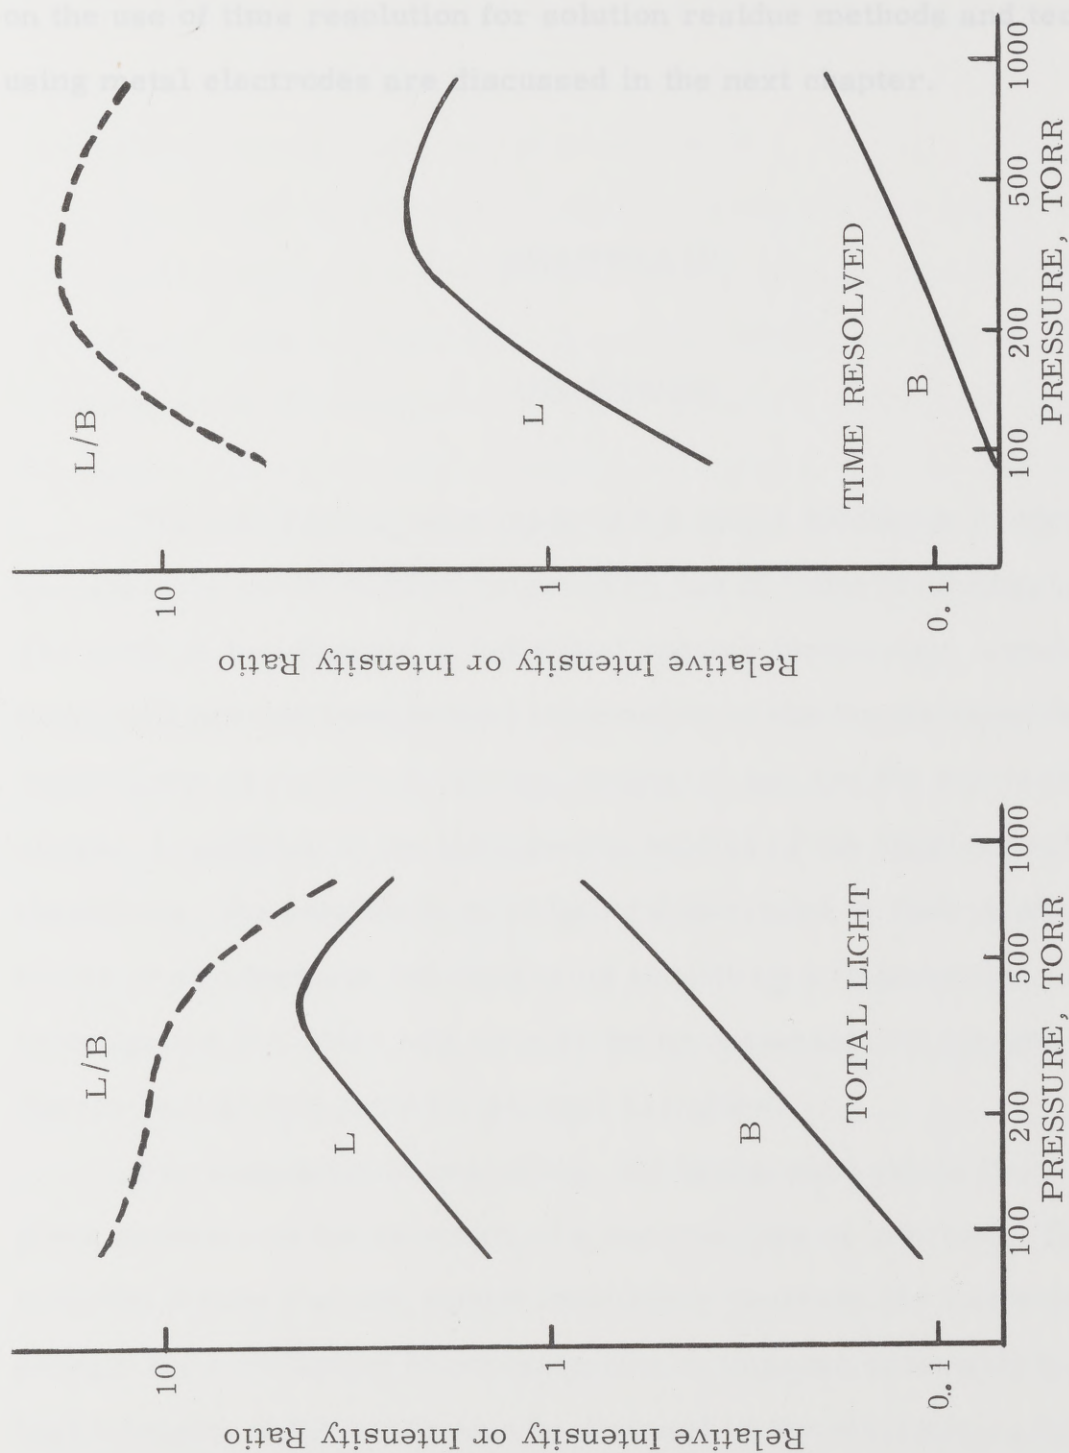 on the use of time resolution for solution residue methods and
using metal electrodes are discussed in the next chapter.
Relative Intensity or Intensity Ratio
10
1
0.1
L/B
L
B
TOTAL LIGHT
100
200
500
1000
PRESSURE, TORR
Relative Intensity or Intensity Ratio
10
1
0.1
L/B
L
B
TIME RESOLVED
100
200
500
1000
PRESSURE, TORR